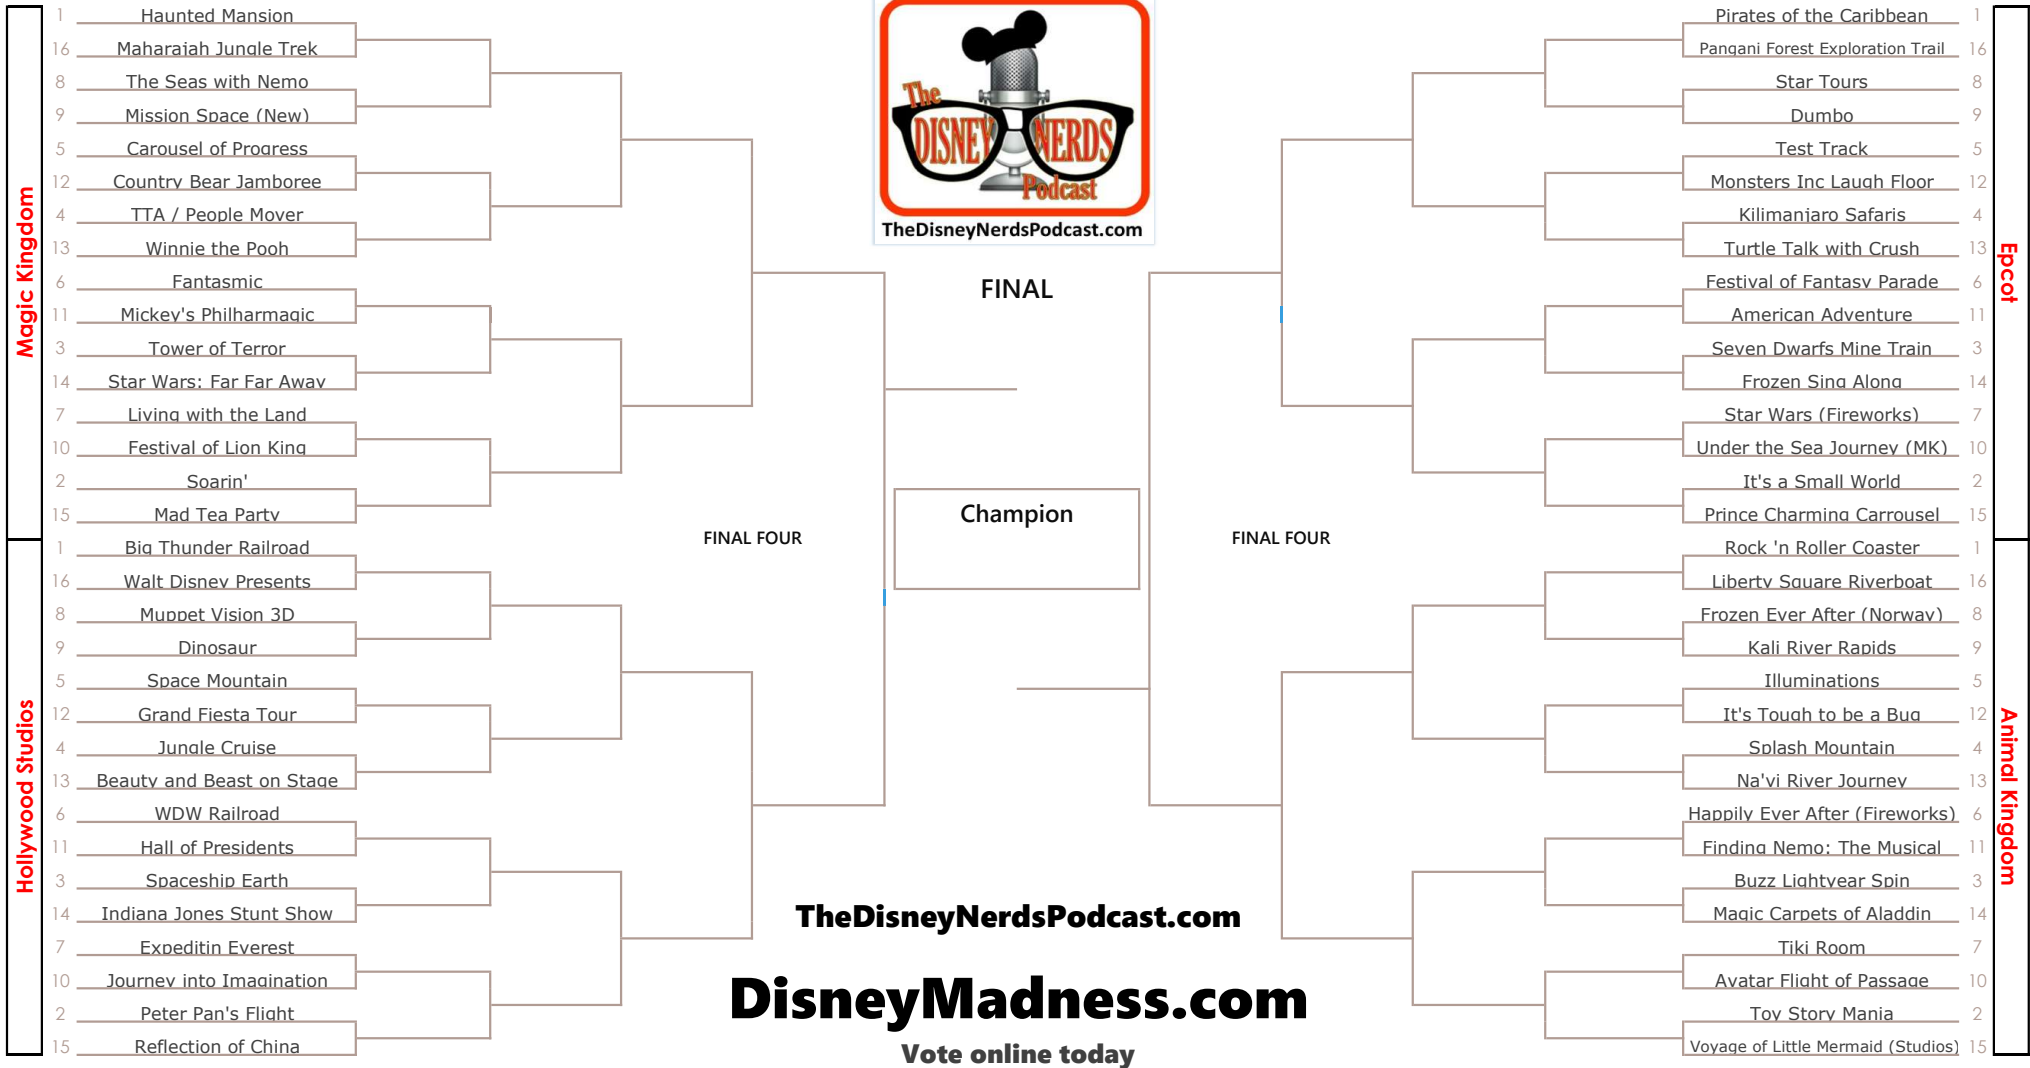 Magic Kingdom
1 Haunted Mansion
16 Maharajah Jungle Trek
8 The Seas with Nemo
9 Mission Space (New)
5 Carousel of Progress
12 Country Bear Jamboree
4 TTA / People Mover
13 Winnie the Pooh
6 Fantasmic
11 Mickey's Philharmagic
3 Tower of Terror
14 Star Wars: Far Far Away
7 Living with the Land
10 Festival of Lion King
2 Soarin'
15 Mad Tea Party
Hollywood Studios
1 Big Thunder Railroad
16 Walt Disney Presents
8 Muppet Vision 3D
9 Dinosaur
5 Space Mountain
12 Grand Fiesta Tour
4 Jungle Cruise
13 Beauty and Beast on Stage
6 WDW Railroad
11 Hall of Presidents
3 Spaceship Earth
14 Indiana Jones Stunt Show
7 Expeditin Everest
10 Journey into Imagination
2 Peter Pan's Flight
15 Reflection of China
The
DISNEY NERDS
Podcast
TheDisneyNerdsPodcast.com
FINAL
Champion
FINAL FOUR
FINAL FOUR
TheDisneyNerdsPodcast.com
DisneyMadness.com
Vote online today
Epcot
Pirates of the Caribbean 1
Pangani Forest Exploration Trail 16
Star Tours 8
Dumbo 9
Test Track 5
Monsters Inc Laugh Floor 12
Kilimanjaro Safaris 4
Turtle Talk with Crush 13
Festival of Fantasy Parade 6
American Adventure 11
Seven Dwarfs Mine Train 3
Frozen Sing Along 14
Star Wars (Fireworks) 7
Under the Sea Journey (MK) 10
It's a Small World 2
Prince Charming Carrousel 15
Animal Kingdom
Rock 'n Roller Coaster 1
Liberty Square Riverboat 16
Frozen Ever After (Norway) 8
Kali River Rapids 9
Illuminations 5
It's Tough to be a Bug 12
Splash Mountain 4
Na'vi River Journey 13
Happily Ever After (Fireworks) 6
Finding Nemo: The Musical 11
Buzz Lightyear Spin 3
Magic Carpets of Aladdin 14
Tiki Room 7
Avatar Flight of Passage 10
Toy Story Mania 2
Voyage of Little Mermaid (Studios) 15